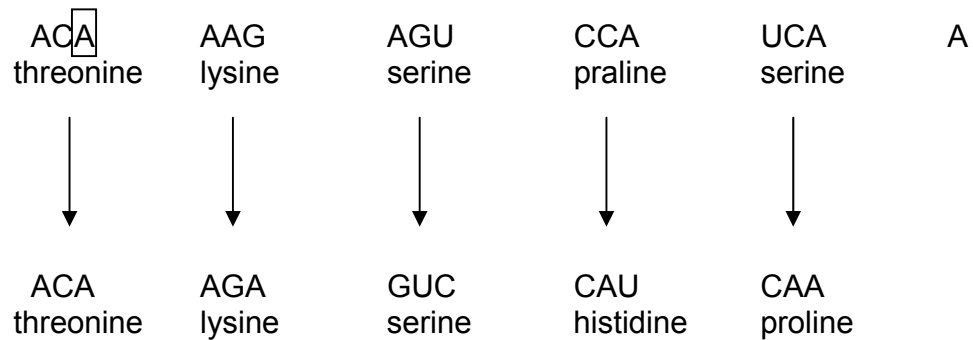 ACA AAG AGU CCA UCA A
threonine lysine serine praline serine
ACA AGA GUC CAU CAA
threonine lysine serine histidine proline